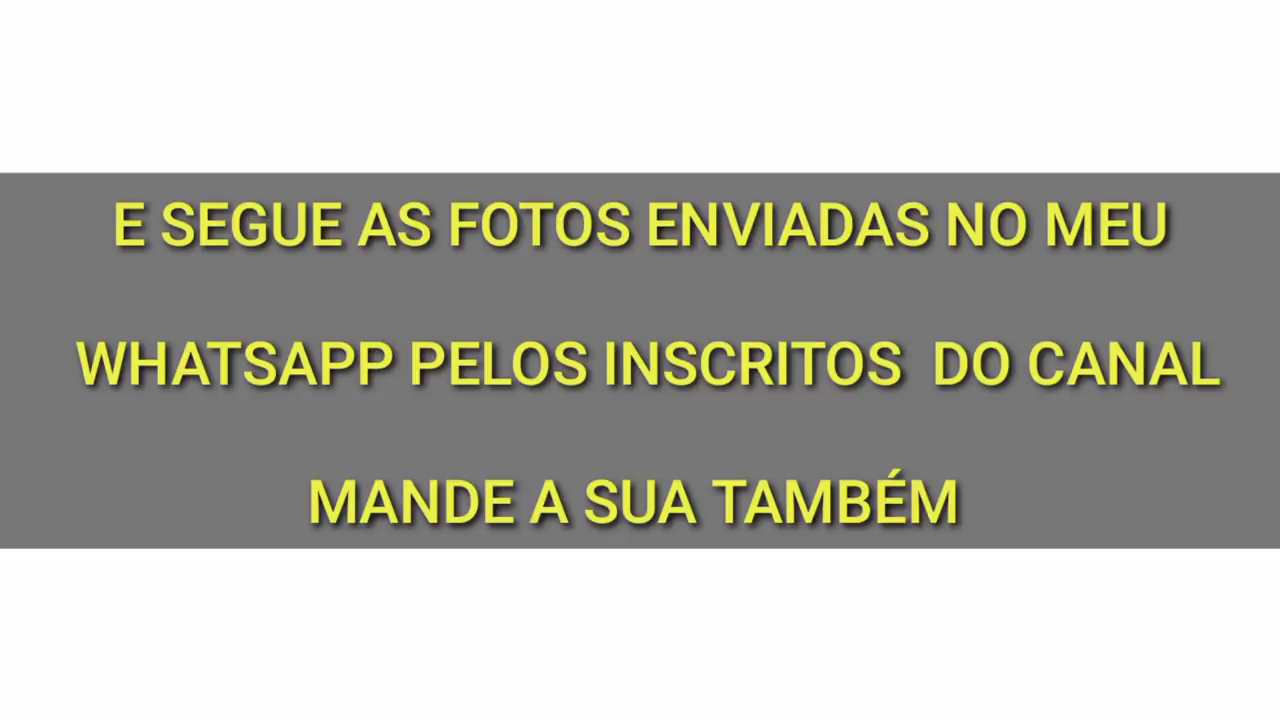 E SEGUE AS FOTOS ENVIADAS NO MEU
WHATSAPP PELOS INSCRITOS DO CANAL
MANDE A SUA TAMBÉM